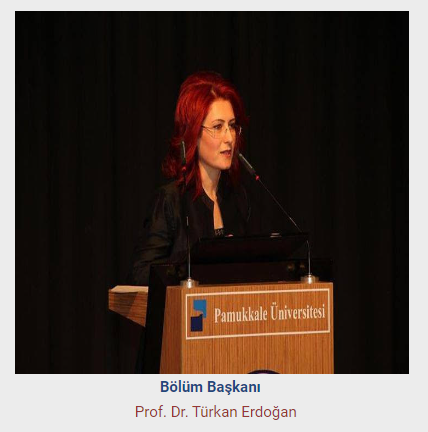 Pamukkale Üniversitesi
Bölüm Başkanı
Prof. Dr. Türkan Erdoğan